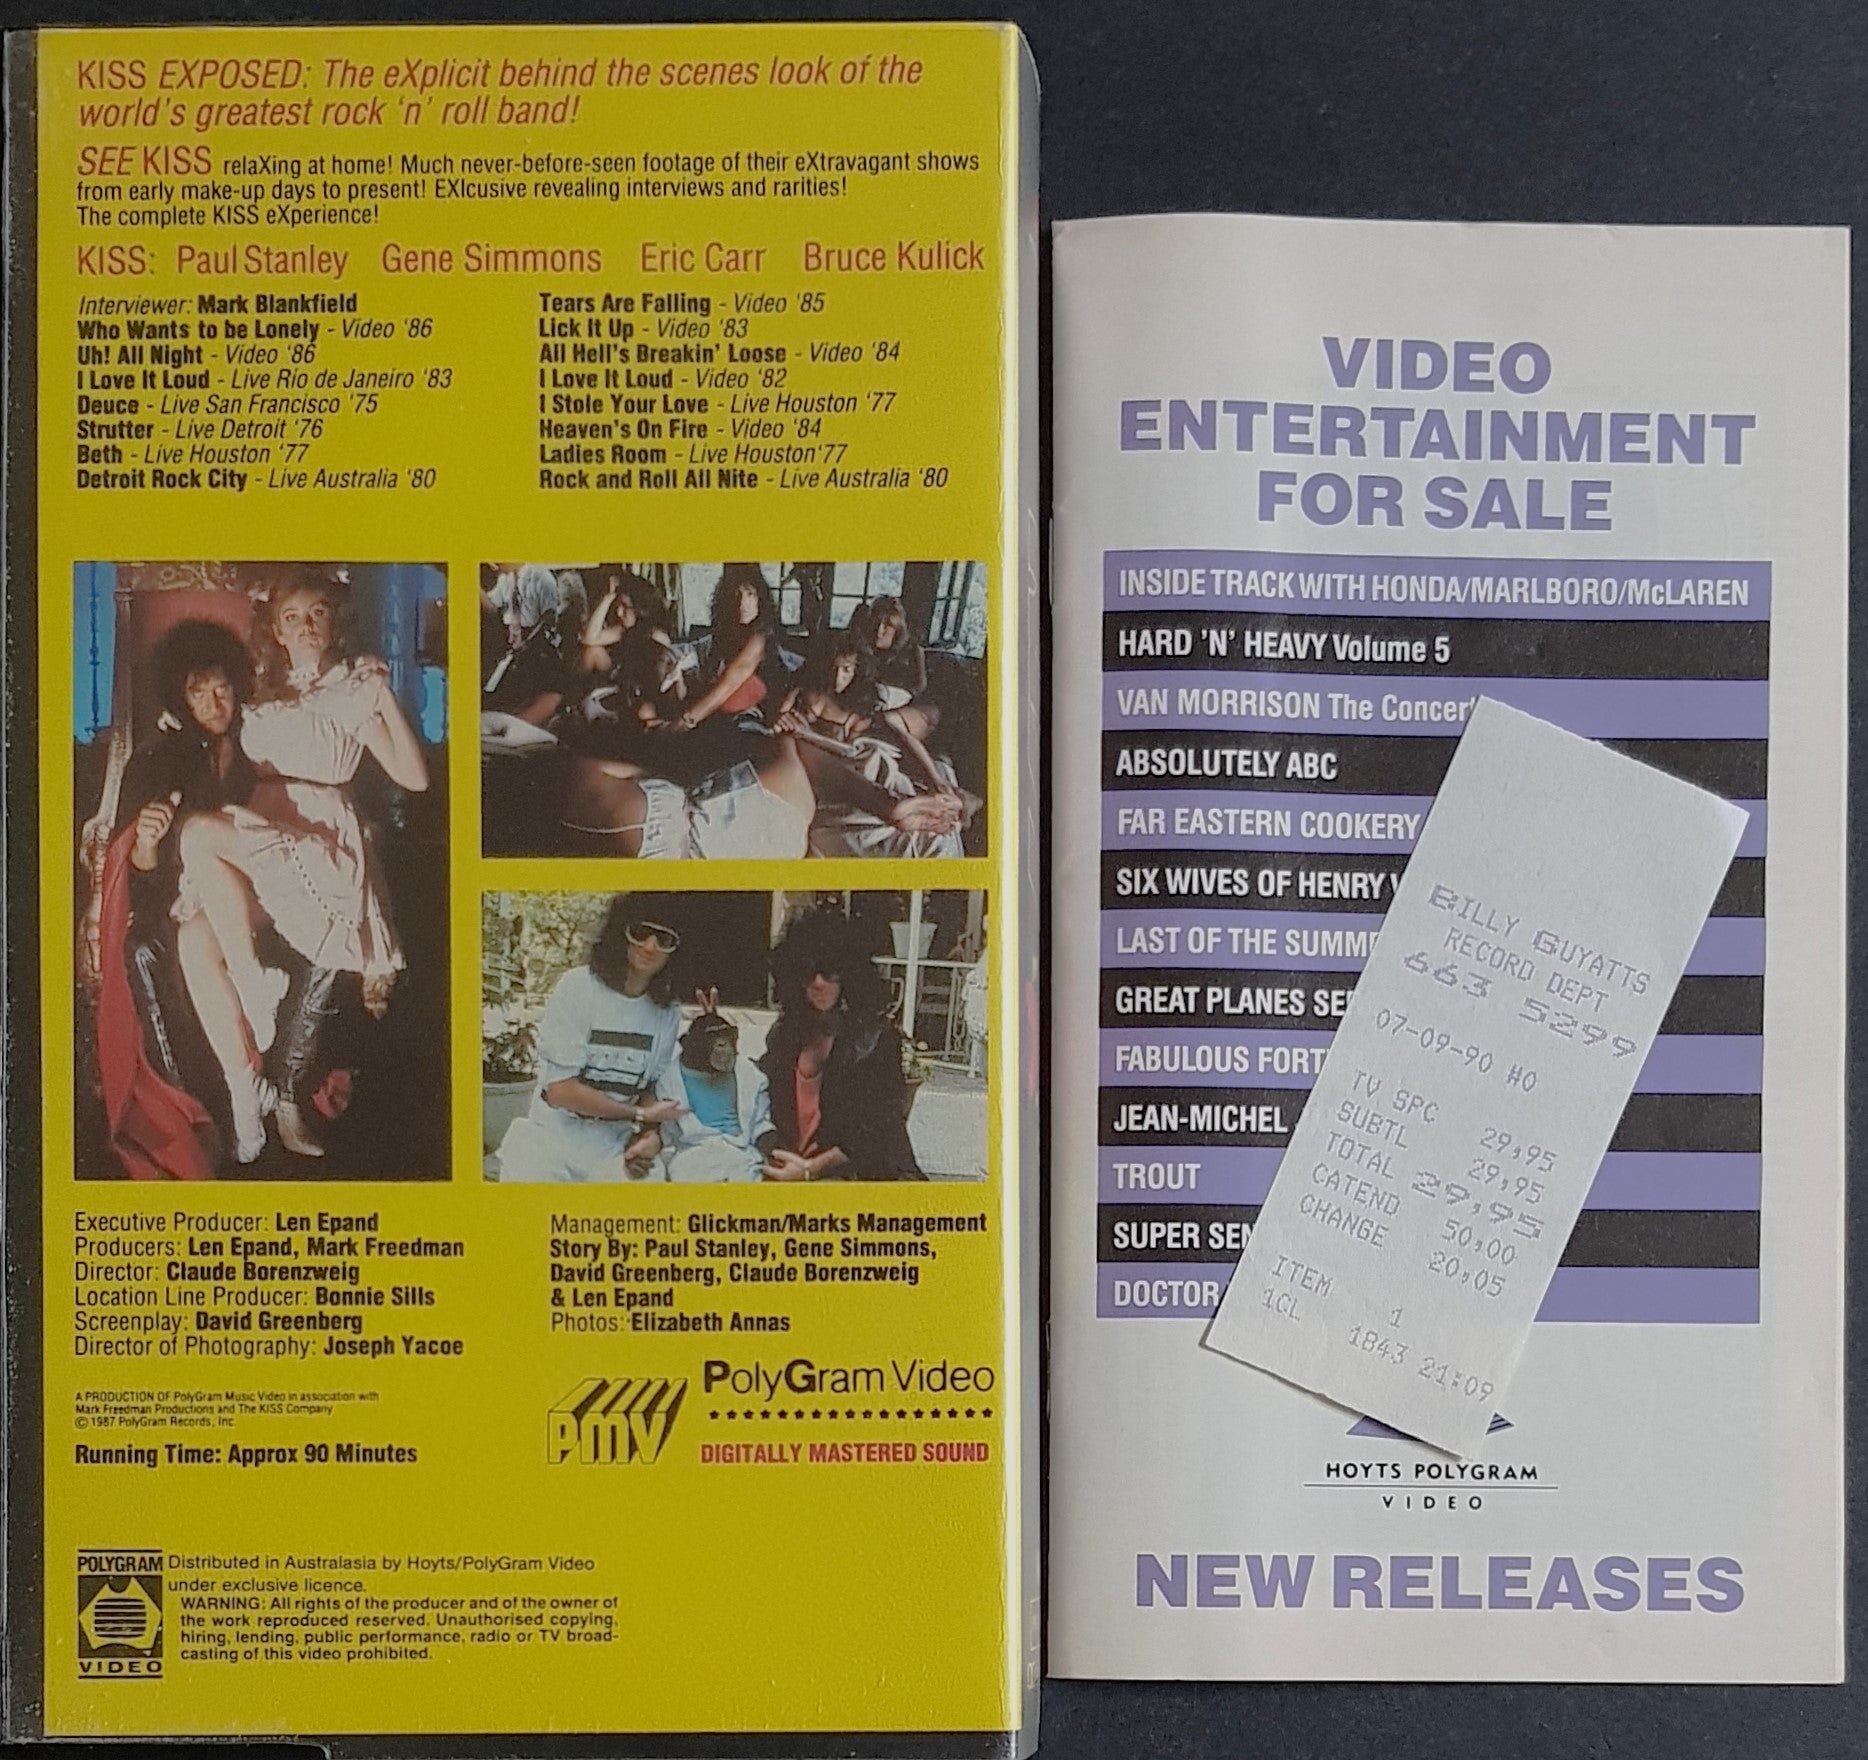 KISS EXPOSED: The eXplicit behind the scenes look of the
world's greatest rock 'n' roll band!
SEE KISS relaXing at home! Much never-before-seen footage of their eXtravagant shows
from early make-up days to present! EXlcusive revealing interviews and rarities!
The complete KISS eXperience!
KISS: Paul Stanley Gene Simmons Eric Carr Bruce Kulick
Interviewer: Mark Blankfield
Who Wants to be Lonely - Video '86
Uh! All Night - Video '86
I Love It Loud - Live Rio de Janeiro '83
Deuce - Live San Francisco '75
Strutter - Live Detroit '76
Beth - Live Houston '77
Detroit Rock City - Live Australia '80
Tears Are Falling - Video '85
Lick It Up - Video '83
All Hell's Breakin' Loose - Video '84
I Love It Loud - Video '82
I Stole Your Love - Live Houston '77
Heaven's On Fire - Video '84
Ladies Room - Live Houston'77
Rock and Roll All Nite - Live Australia '80
Executive Producer: Len Epand
Producers: Len Epand, Mark Freedman
Director: Claude Borenzweig
Location Line Producer: Bonnie Sills
Screenplay: David Greenberg
Director of Photography: Joseph Yacoe
Management: Glickman/Marks Management
Story By: Paul Stanley, Gene Simmons,
David Greenberg, Claude Borenzweig
& Len Epand
Photos: Elizabeth Annas
A PRODUCTION OF PolyGram Music Video in association with
Mark Freedman Productions and The KISS Company
© 1987 PolyGram Records, Inc
Running Time: Approx 90 Minutes
PMV
PolyGram Video
DIGITALLY MASTERED SOUND
POLYGRAM
VIDEO
Distributed in Australasia by Hoyts/PolyGram Video
under exclusive licence.
WARNING: All rights of the producer and of the owner of
the work reproduced reserved. Unauthorised copying,
hiring, lending, public performance, radio or TV broad-
casting of this video prohibited.
VIDEO
ENTERTAINMENT
FOR SALE
INSIDE TRACK WITH HONDA/MARLBORO/McLAREN
HARD 'N' HEAVY Volume 5
VAN MORRISON The Concert
ABSOLUTELY ABC
FAR EASTERN COOKERY
SIX WIVES OF HENRY
LAST OF THE
GREAT PLANES
FABULOUS
JEAN-MICHEL
TROUT
SUPER
DOCTOR
BILLY GUYATTS
RECORD DEPT
663 5299
07-09-90 #0
TV SPC 29,95
SUBTL 29,95
TOTAL 29,95
CATEND 50,00
CHANGE 20,05
ITEM 1
1CL 1843 21:09
HOYTS POLYGRAM
VIDEO
NEW RELEASES